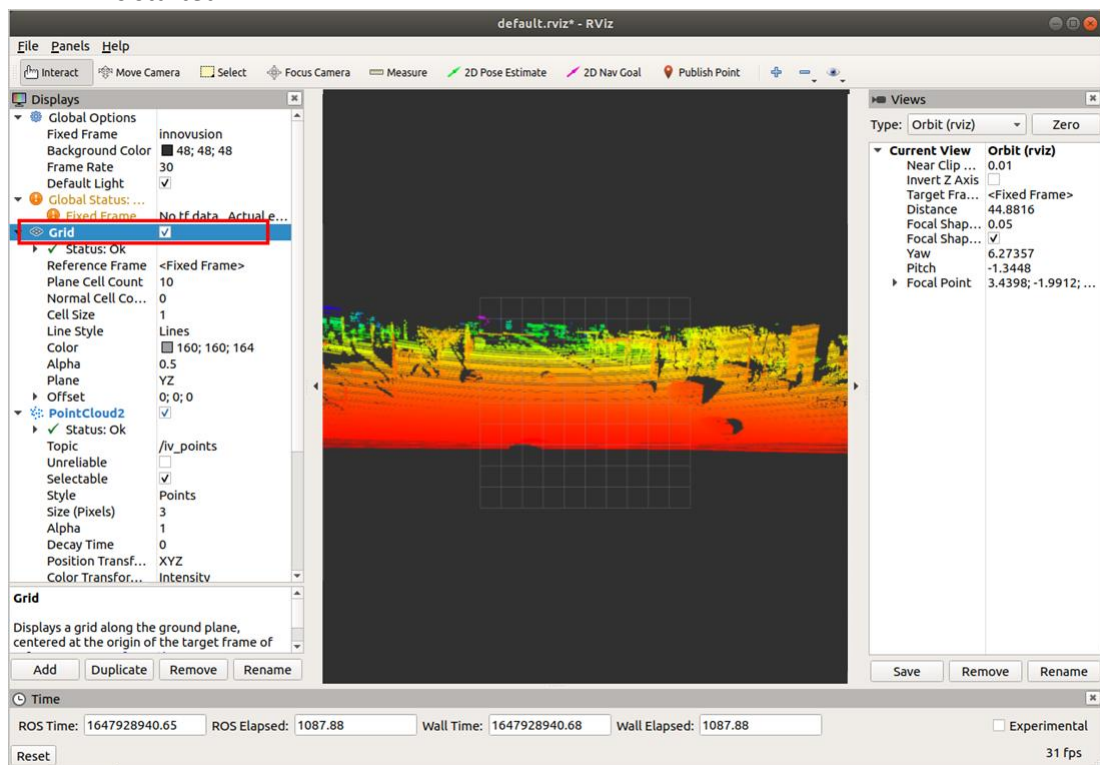 default.rviz* - RViz
File Panels Help
Interact Move Camera Select Focus Camera Measure 2D Pose Estimate 2D Nav Goal Publish Point
Displays
Global Options
Fixed Frame innovusion
Background Color 48; 48; 48
Frame Rate 30
Default Light
Global Status: ...
Fixed Frame No tf data. Actual e...
Grid
Status: Ok
Reference Frame <Fixed Frame>
Plane Cell Count 10
Normal Cell Co... 0
Cell Size 1
Line Style Lines
Color 160; 160; 164
Alpha 0.5
Plane YZ
Offset 0; 0; 0
PointCloud2
Status: Ok
Topic /iv_points
Unreliable
Selectable
Style Points
Size (Pixels) 3
Alpha 1
Decay Time 0
Position Transf... XYZ
Color Transfor... Intensity
Grid
Displays a grid along the ground plane,
centered at the origin of the target frame of
Add Duplicate Remove Rename
Views
Type: Orbit (rviz) Zero
Current View Orbit (rviz)
Near Clip ... 0.01
Invert Z Axis
Target Fra... <Fixed Frame>
Distance 44.8816
Focal Shap... 0.05
Focal Shap...
Yaw 6.27357
Pitch -1.3448
Focal Point 3.4398; -1.9912; ...
Save Remove Rename
Time
ROS Time: 1647928940.65 ROS Elapsed: 1087.88 Wall Time: 1647928940.68 Wall Elapsed: 1087.88 Experimental
Reset 31 fps